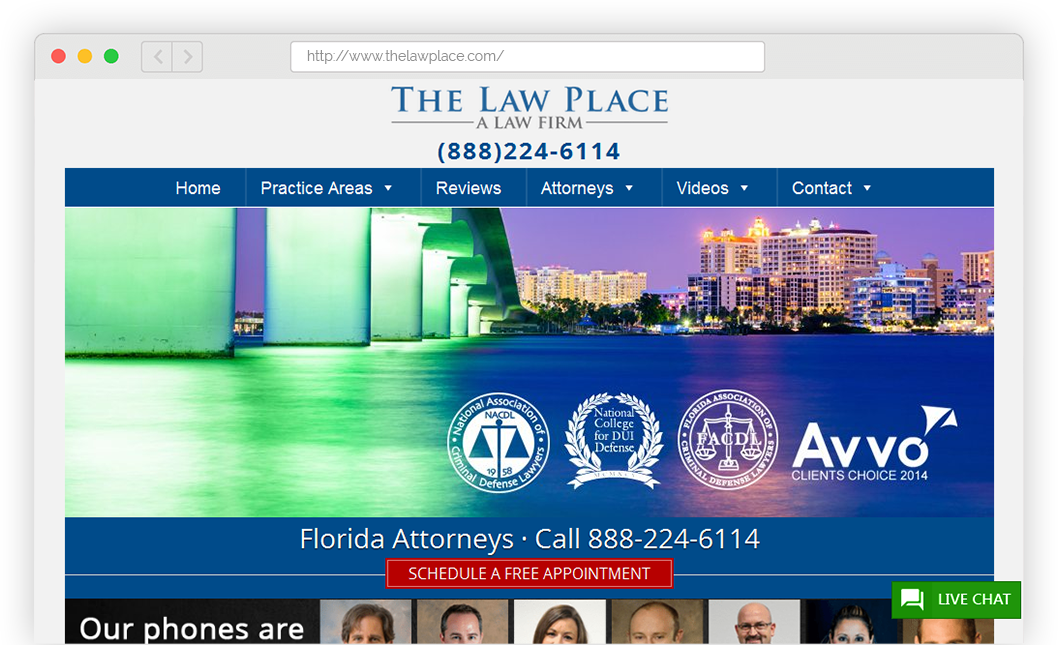 http://www.thelawplace.com/
THE LAW PLACE
A LAW FIRM
(888)224-6114
Home Practice Areas Reviews Attorneys Videos Contact
National Association of
NACDL
1958
Criminal Defense Lawyers
National
College
for DUI
Defense
MCMXCV
FLORIDA ASSOCIATION OF
FACDL
CRIMINAL DEFENSE LAWYERS
Avvo
CLIENTS CHOICE 2014
Florida Attorneys · Call 888-224-6114
SCHEDULE A FREE APPOINTMENT
LIVE CHAT
Our phones are